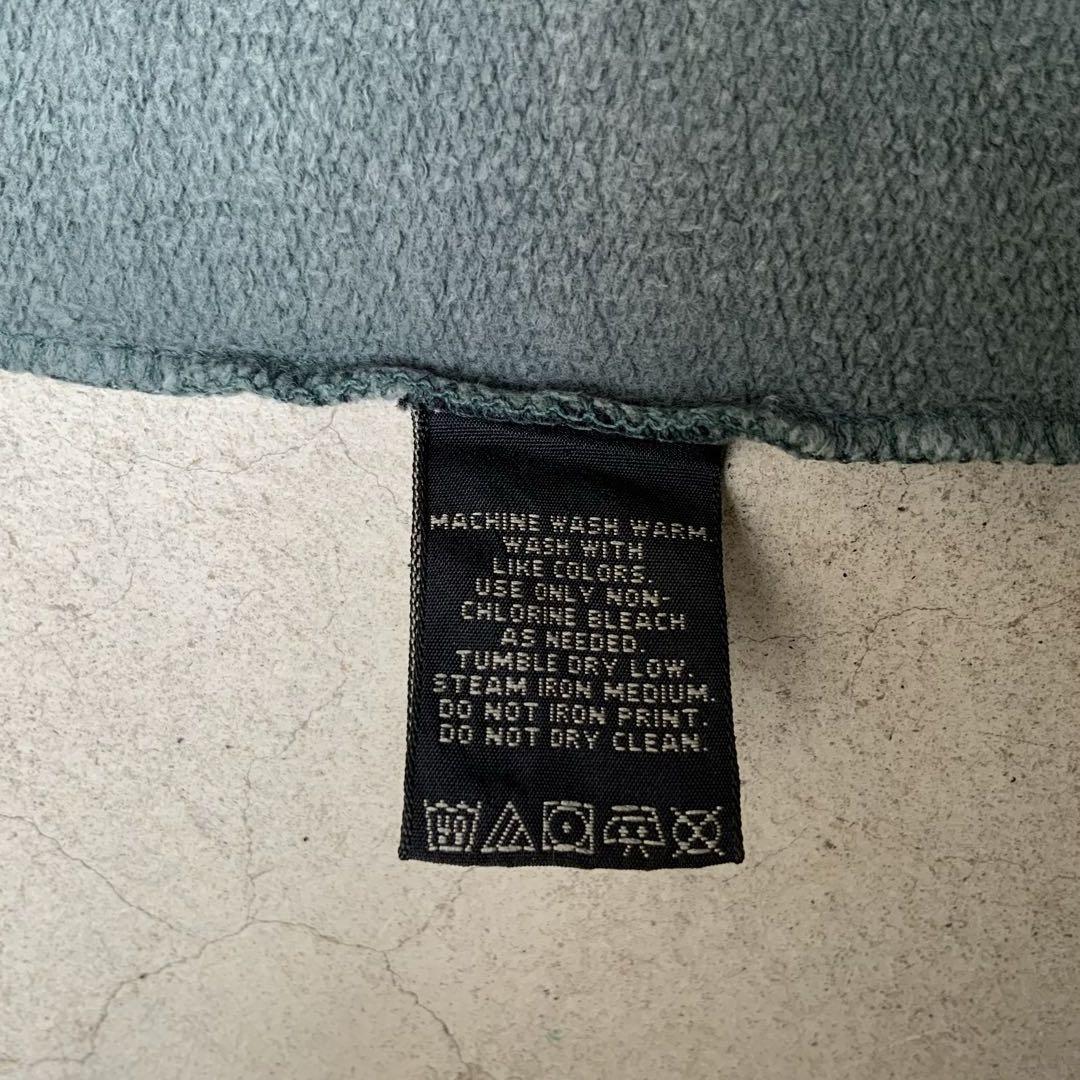 MACHINE WASH WARM.
WASH WITH
LIKE COLORS.
USE ONLY NON-
CHLORINE BLEACH
AS NEEDED.
TUMBLE DRY LOW.
STEAM IRON MEDIUM.
DO NOT IRON PRINT.
DO NOT DRY CLEAN.
40